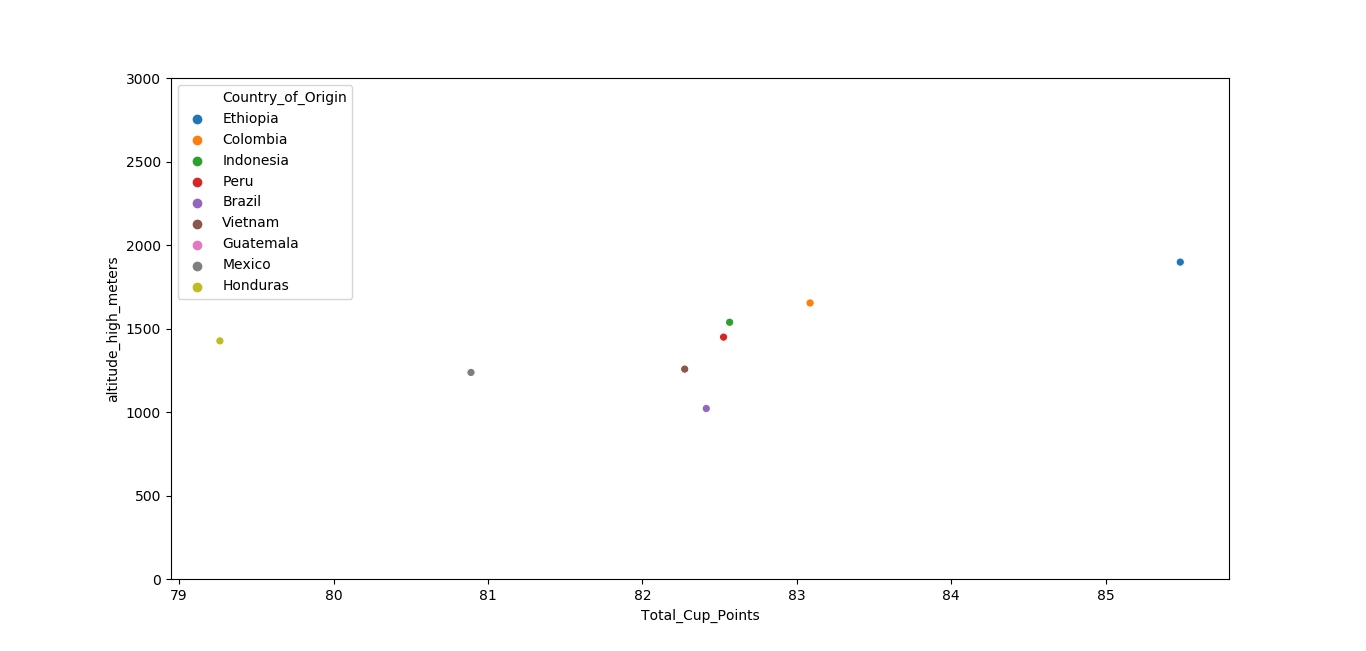 3000
2500
2000
1500
1000
500
0
altitude_high_meters
Country_of_Origin
Ethiopia
Colombia
Indonesia
Peru
Brazil
Vietnam
Guatemala
Mexico
Honduras
79 80 81 82 83 84 85
Total_Cup_Points